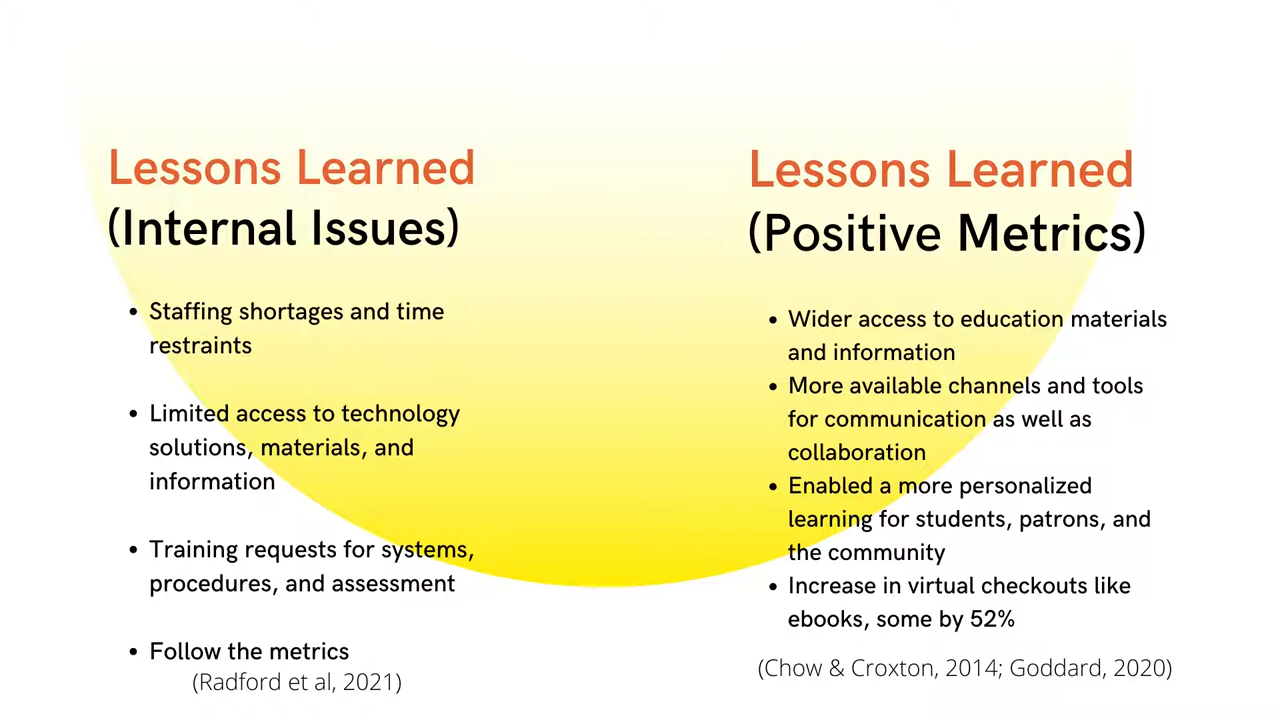 Lessons Learned
(Internal Issues)
• Staffing shortages and time
restraints
• Limited access to technology
solutions, materials, and
information
• Training requests for systems,
procedures, and assessment
• Follow the metrics
(Radford et al, 2021)
Lessons Learned
(Positive Metrics)
• Wider access to education materials
and information
• More available channels and tools
for communication as well as
collaboration
• Enabled a more personalized
learning for students, patrons, and
the community
• Increase in virtual checkouts like
ebooks, some by 52%
(Chow & Croxton, 2014; Goddard, 2020)